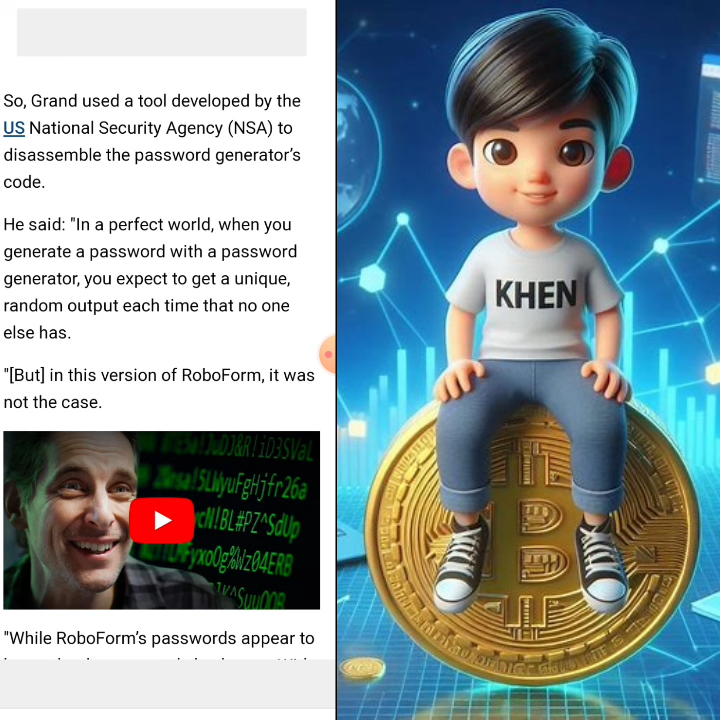 So, Grand used a tool developed by the
US National Security Agency (NSA) to
disassemble the password generator's
code.
He said: "In a perfect world, when you
generate a password with a password
generator, you expect to get a unique,
random output each time that no one
else has.
"[But] in this version of RoboForm, it was
not the case.
"While RoboForm's passwords appear to
KHEN